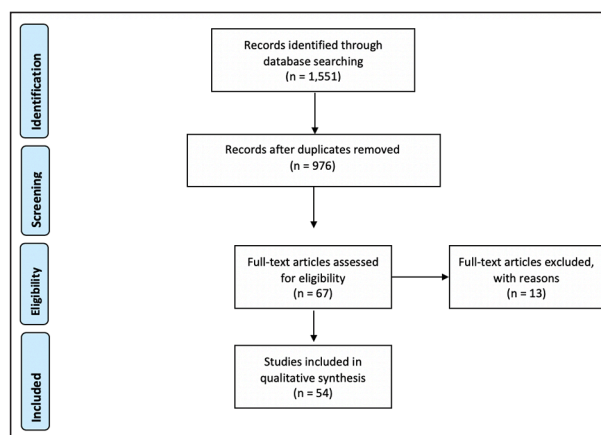 Identification
Records identified through
database searching
(n = 1,551)
Records after duplicates removed
(n = 976)
Screening
Eligibility
Full-text articles assessed
for eligibility
(n = 67)
Full-text articles excluded,
with reasons
(n = 13)
Included
Studies included in
qualitative synthesis
(n = 54)